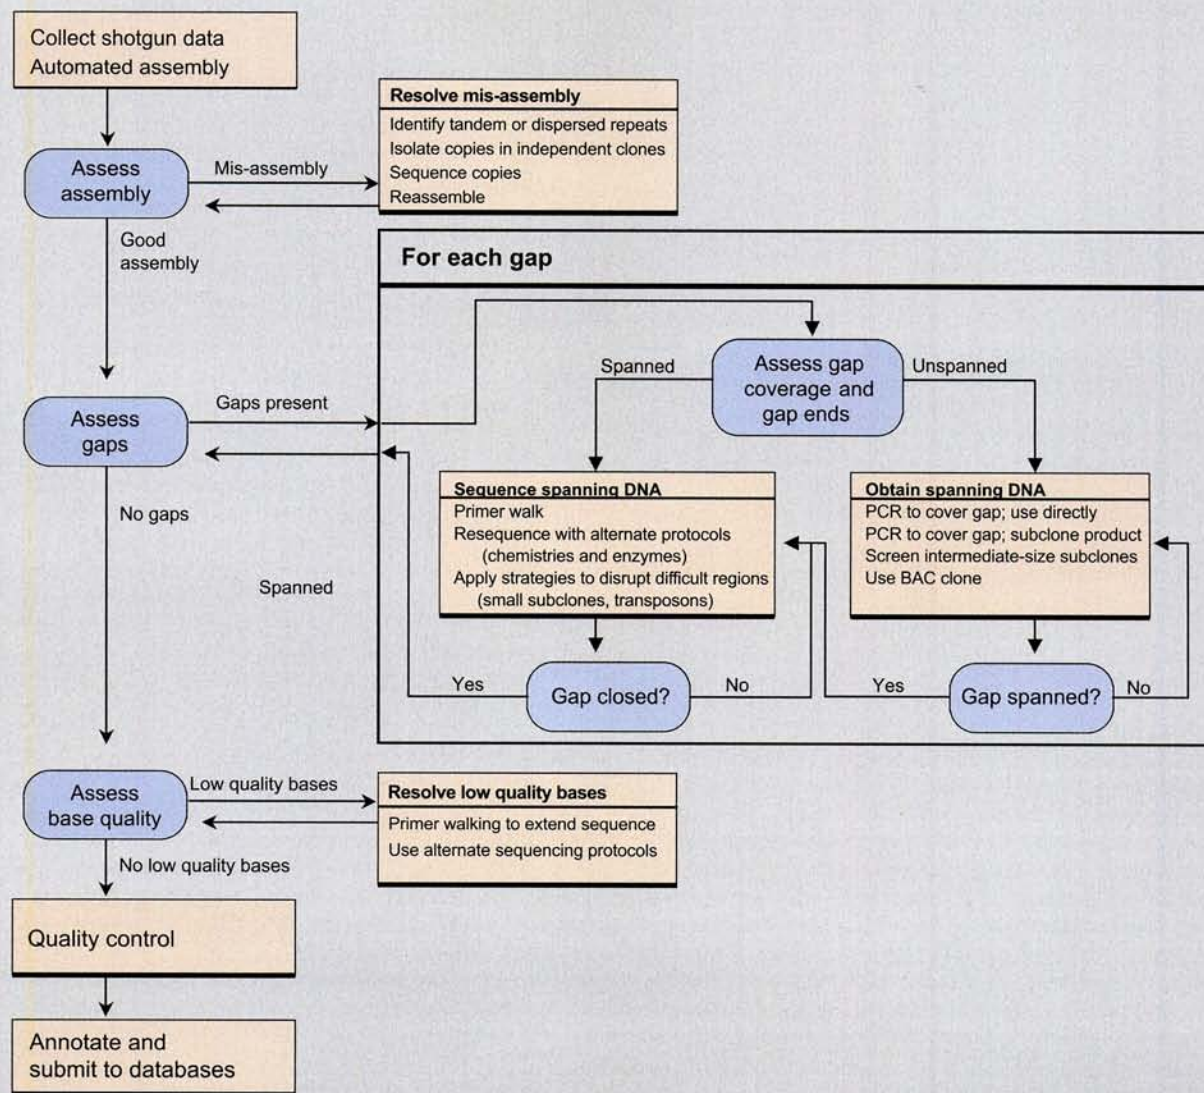 Collect shotgun data
Automated assembly
Resolve mis-assembly
Identify tandem or dispersed repeats
Isolate copies in independent clones
Sequence copies
Reassemble
Assess
assembly
Mis-assembly
Good
assembly
For each gap
Assess gap
coverage and
gap ends
Spanned
Unspanned
Assess
gaps
Gaps present
Sequence spanning DNA
Primer walk
Resequence with alternate protocols
(chemistries and enzymes)
Apply strategies to disrupt difficult regions
(small subclones, transposons)
Obtain spanning DNA
PCR to cover gap; use directly
PCR to cover gap; subclone product
Screen intermediate-size subclones
Use BAC clone
No gaps
Spanned
Yes
Gap closed?
No
Yes
Gap spanned?
No
Assess
base quality
Low quality bases
Resolve low quality bases
Primer walking to extend sequence
Use alternate sequencing protocols
No low quality bases
Quality control
Annotate and
submit to databases